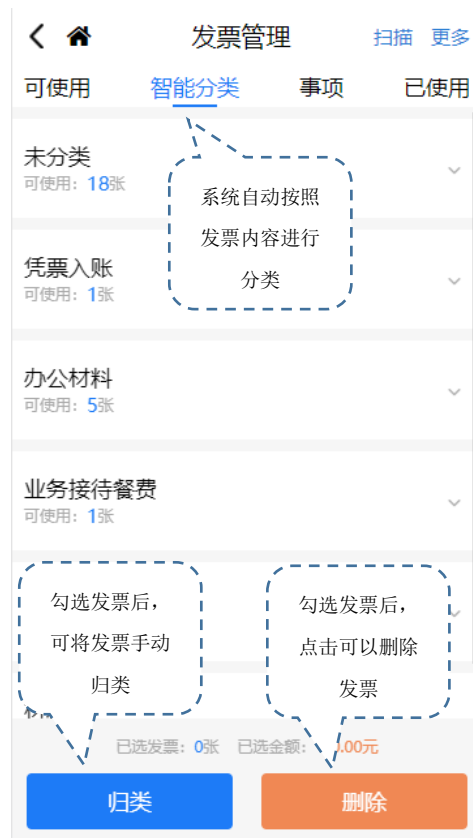 发票管理 扫描 更多
可使用 智能分类 事项 已使用
未分类
可使用：18张
系统自动按照
发票内容进行
分类
凭票入账
可使用：1张
办公材料
可使用：5张
业务接待餐费
可使用：1张
勾选发票后，
可将发票手动
归类
勾选发票后，
点击可以删除
发票
已选发票：0张 已选金额：.00元
归类 删除